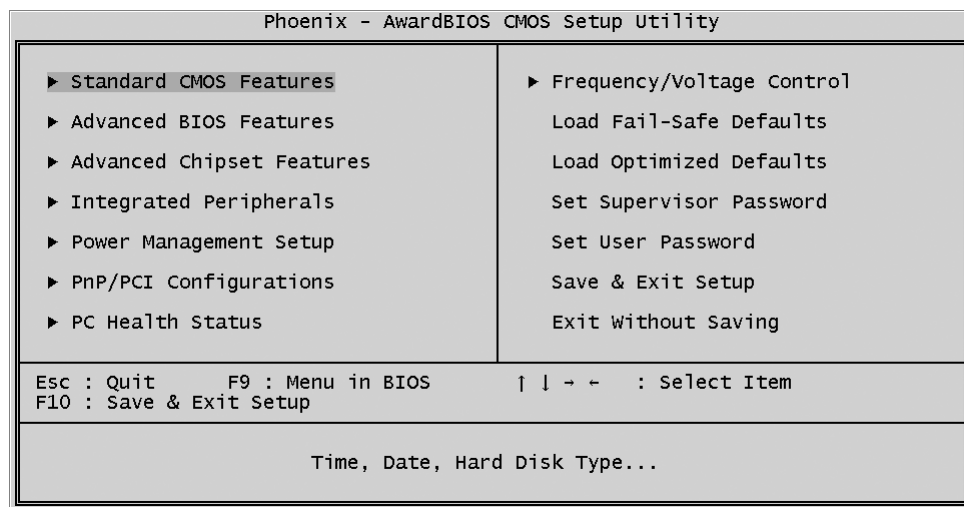 Phoenix - AwardBIOS CMOS Setup Utility
▶ Standard CMOS Features
▶ Advanced BIOS Features
▶ Advanced Chipset Features
▶ Integrated Peripherals
▶ Power Management Setup
▶ PnP/PCI Configurations
▶ PC Health Status
▶ Frequency/Voltage Control
Load Fail-Safe Defaults
Load Optimized Defaults
Set Supervisor Password
Set User Password
Save & Exit Setup
Exit Without Saving
Esc : Quit F9 : Menu in BIOS ↑ ↓ → ← : Select Item
F10 : Save & Exit Setup
Time, Date, Hard Disk Type...